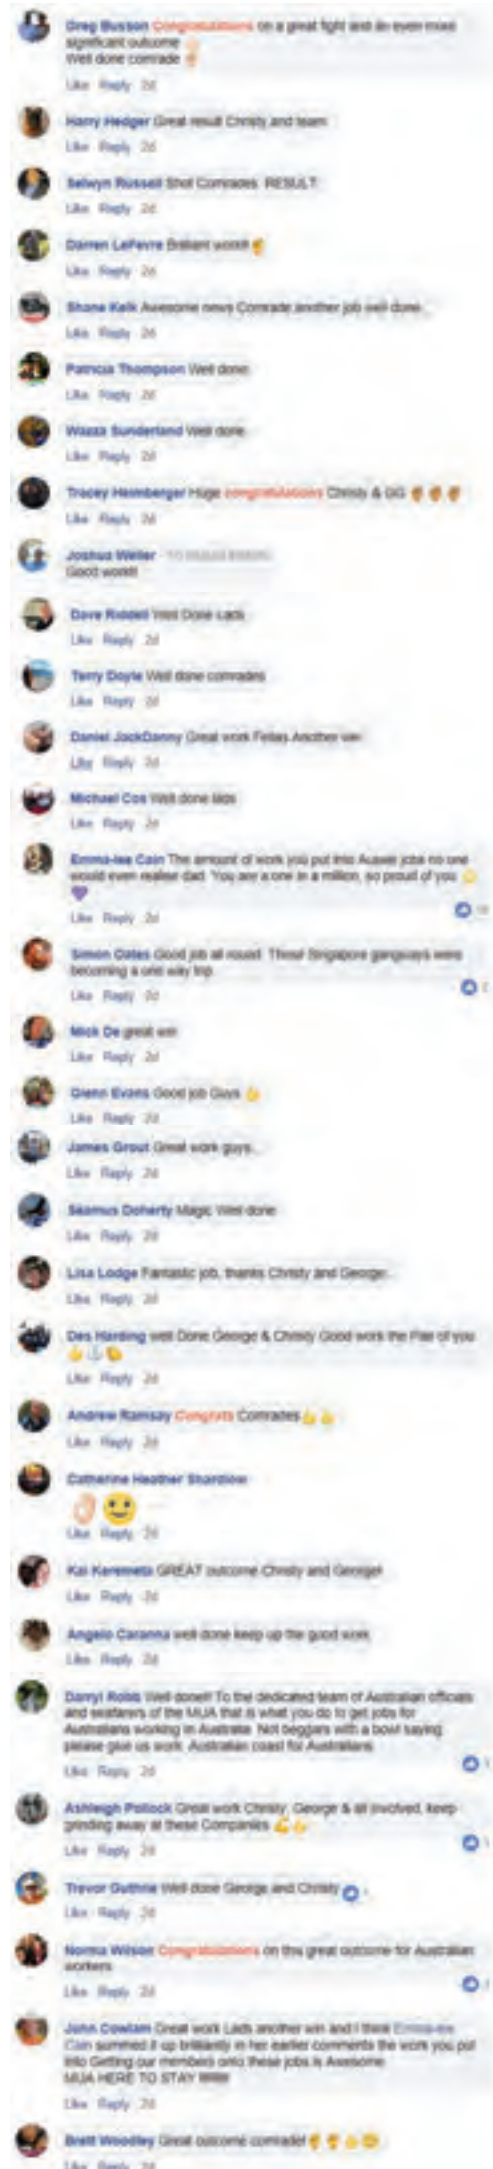 Greg Busson Congratulations on a great fight and an even more
significant outcome
Well done comrade
Like Reply 2d
Harry Hedger Great result Christy and team
Like Reply 2d
Selwyn Russell Shot Comrades. RESULT.
Like Reply 2d
Darren LeFevre Brilliant work!!
Like Reply 2d
Shane Kelk Awesome news Comrade another job well done..
Like Reply 2d
Patricia Thompson Well done
Like Reply 2d
Wazza Sunderland Well done
Like Reply 2d
Tracey Heimberger Huge congratulations Christy & GG
Like Reply 2d
Joshua Weller
Good work!!
Dave Riddell Well Done Lads
Like Reply 2d
Terry Doyle Well done comrades
Like Reply 2d
Daniel JockDanny Great work Fellas Another win
Like Reply 2d
Michael Cos Well done lads
Like Reply 2d
Emma-lee Cain The amount of work you put into Aussie jobs no one
would even realise dad. You are a one in a million, so proud of you
Like Reply 2d
Simon Oates Good job all round. Those Singapore gangways were
becoming a one way trip
Like Reply 2d 2
Mick De great win
Like Reply 2d
Glenn Evans Good job Guys
Like Reply 2d
James Grout Great work guys...
Like Reply 2d
Seamus Doherty Magic Well done
Like Reply 2d
Lisa Lodge Fantastic job, thanks Christy and George...
Like Reply 2d
Des Harding well Done George & Christy Good work the Pair of you
Like Reply 2d
Andrew Ramsay Congrats Comrades
Like Reply 2d
Catherine Heather Shardlow
Like Reply 2d
Kai Keremeta GREAT outcome Christy and George!
Like Reply 2d
Angelo Caranna well done keep up the good work
Like Reply 2d
Darryl Robs Well done!! To the dedicated team of Australian officials
and seafarers of the MUA that is what you do to get jobs for
Australians working in Australia. Not beggars with a bowl saying
please give us work. Australian coast for Australians
Like Reply 2d
Ashleigh Pollock Great work Christy, George & all involved, keep
grinding away at these Companies
Like Reply 2d
Trevor Guthrie Well done George and Christy
Like Reply 2d
Norma Wilson Congratulations on this great outcome for Australian
workers
Like Reply 2d
John Cowlam Great work Lads another win and I think Emma-lee
Cain summed it up brilliantly in her earlier comments the work you put
into Getting our members onto these jobs is Awesome
MUA HERE TO STAY !!!!!!
Like Reply 2d
Brett Woodley Great outcome comrade!
Like Reply 2d